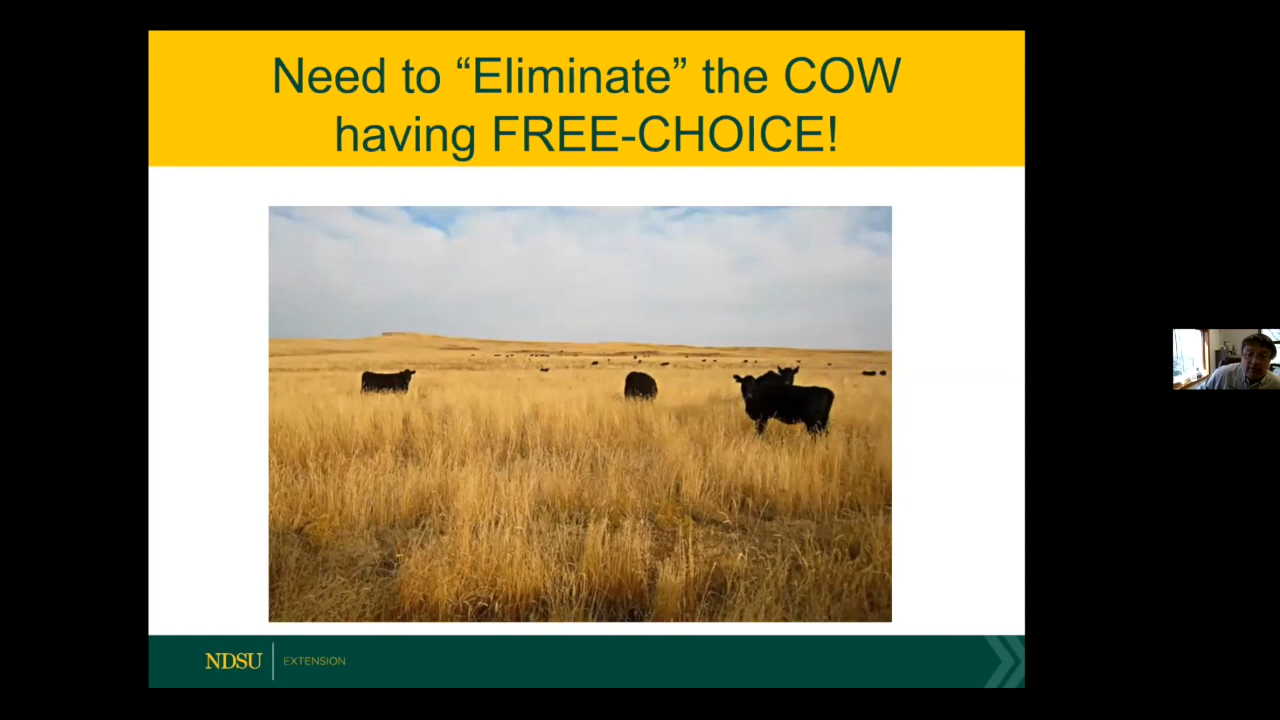 Need to “Eliminate” the COW
having FREE-CHOICE!
NDSU EXTENSION